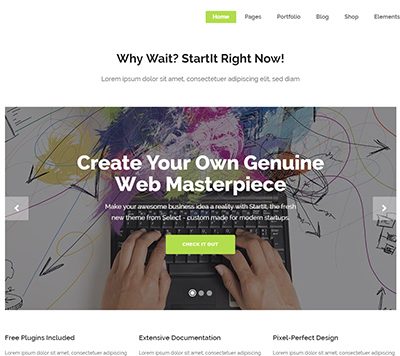 Home Pages Portfolio Blog Shop Elements
Why Wait? StartIt Right Now!
Lorem ipsum dolor sit amet, consectetuer adipiscing elit, sed diam
Create Your Own Genuine
Web Masterpiece
Make your awesome business idea a reality with StartIt, the fresh
new theme from Select - custom made for modern startups.
CHECK IT OUT
Free Plugins Included Extensive Documentation Pixel-Perfect Design
Lorem ipsum dolor sit amet, consectetuer Lorem ipsum dolor sit amet, consectetuer Lorem ipsum dolor sit amet, consectetuer